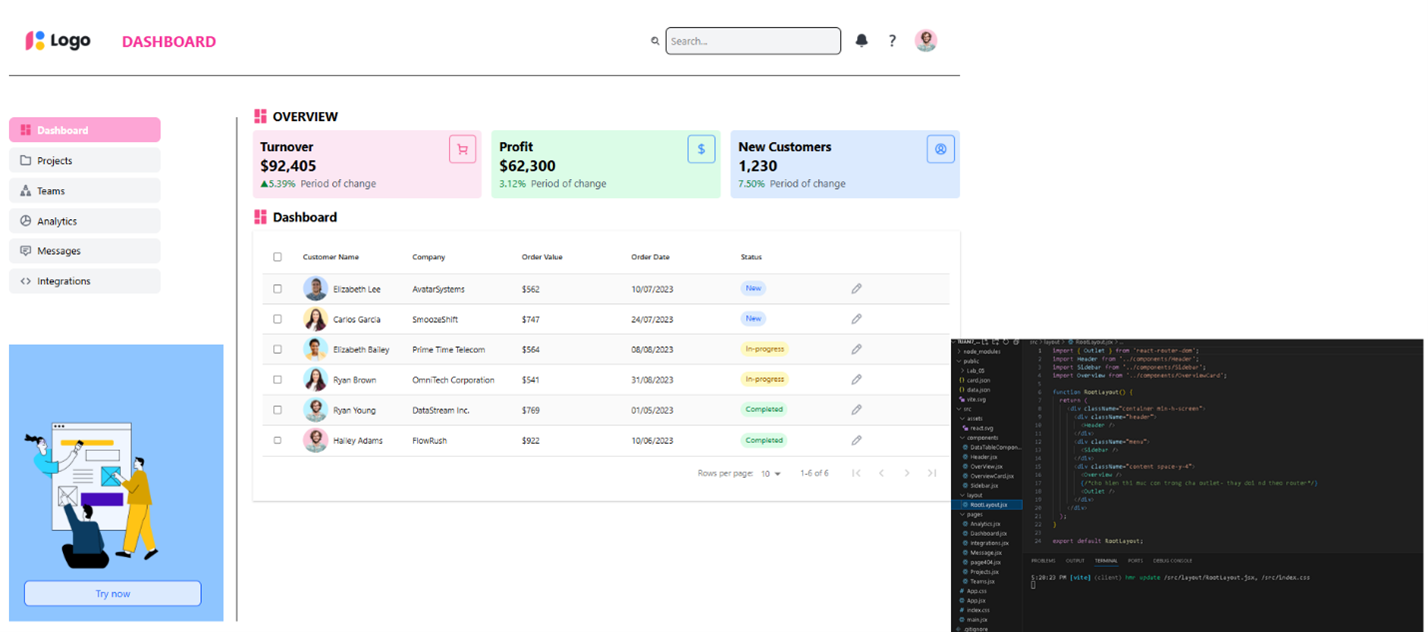 Logo
DASHBOARD
Search...
?
Dashboard
Projects
Teams
Analytics
Messages
Integrations
Try now
OVERVIEW
Turnover
$92,405
▲5.39% Period of change
Profit
$62,300
3.12% Period of change
$
New Customers
1,230
7.50% Period of change
Dashboard
Customer Name Company Order Value Order Date Status
Elizabeth Lee AvatarSystems $562 10/07/2023 New
Carlos Garcia SmoozeShift $747 24/07/2023 New
Elizabeth Bailey Prime Time Telecom $564 08/08/2023 In-progress
Ryan Brown OmniTech Corporation $541 31/08/2023 In-progress
Ryan Young DataStream Inc. $769 01/05/2023 Completed
Hailey Adams FlowRush $922 10/06/2023 Completed
Rows per page: 10 1-6 of 6
node_modules
public
Lab_05
card.json
data.json
vite.svg
src
assets
react.svg
components
DataTableCompon...
Header.jsx
OverView.jsx
OverviewCard.jsx
Sidebar.jsx
layout
RootLayout.jsx
pages
Analytics.jsx
Dashboard.jsx
Integrations.jsx
Message.jsx
page404.jsx
Projects.jsx
Teams.jsx
App.css
App.jsx
index.css
main.jsx
.gitignore
src > layout > RootLayout.jsx > ...
1 import { Outlet } from 'react-router-dom';
2 import Header from '../components/Header';
3 import Sidebar from '../components/Sidebar';
4 import Overview from '../components/OverviewCard';
5
6 function RootLayout() {
7 return (
8 <div className="container min-h-screen">
9 <div className="header">
10 <Header />
11 </div>
12 <div className="menu">
13 <Sidebar />
14 </div>
15 <div className="content space-y-4">
16 <Overview />
17 {/*cho hien thi muc con trong cha outlet- thay doi nd theo router*/}
18 <Outlet />
19 </div>
20 </div>
21 );
22 }
23
24 export default RootLayout;
PROBLEMS OUTPUT TERMINAL PORTS DEBUG CONSOLE
5:20:23 PM [vite] (client) hmr update /src/layout/RootLayout.jsx, /src/index.css